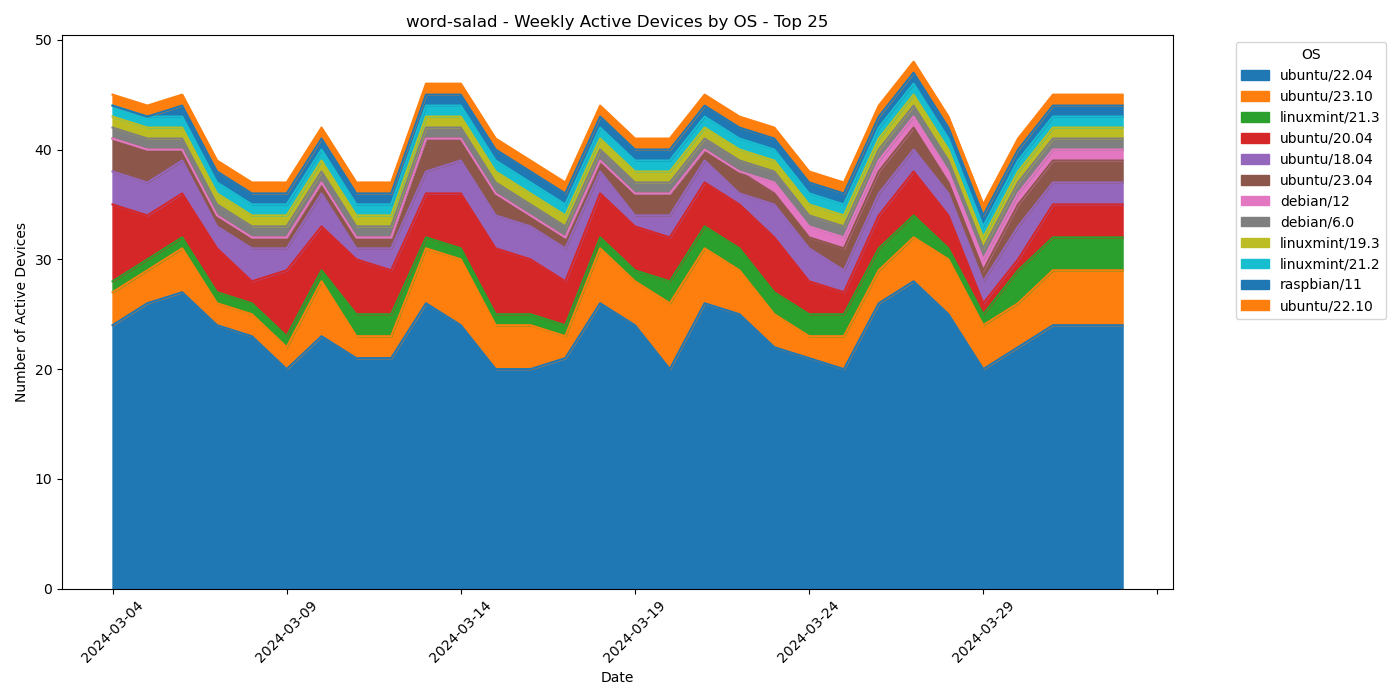 word-salad - Weekly Active Devices by OS - Top 25
50
40
30
20
10
0
Number of Active Devices
2024-03-04
2024-03-09
2024-03-14
2024-03-19
2024-03-24
2024-03-29
Date
OS
ubuntu/22.04
ubuntu/23.10
linuxmint/21.3
ubuntu/20.04
ubuntu/18.04
ubuntu/23.04
debian/12
debian/6.0
linuxmint/19.3
linuxmint/21.2
raspbian/11
ubuntu/22.10